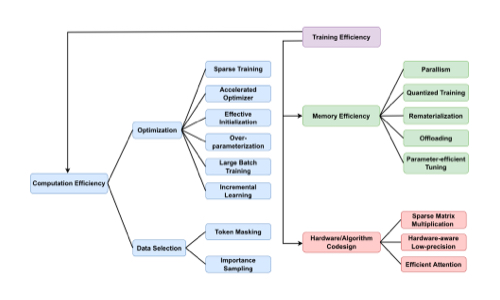 Training Efficiency
Computation Efficiency
Optimization
Sparse Training
Accelerated
Optimizer
Effective
Initialization
Over-
parameterization
Large Batch
Training
Incremental
Learning
Data Selection
Token Masking
Importance
Sampling
Memory Efficiency
Parallism
Quantized Training
Rematerialization
Offloading
Parameter-efficient
Tuning
Hardware/Algorithm
Codesign
Sparse Matrix
Multiplication
Hardware-aware
Low-precision
Efficient Attention